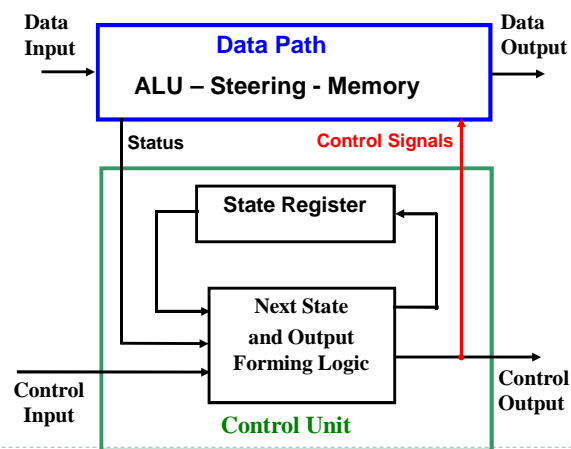 Data
Input
Data Path
ALU – Steering - Memory
Data
Output
Status
Control Signals
State Register
Next State
and Output
Forming Logic
Control
Input
Control
Output
Control Unit